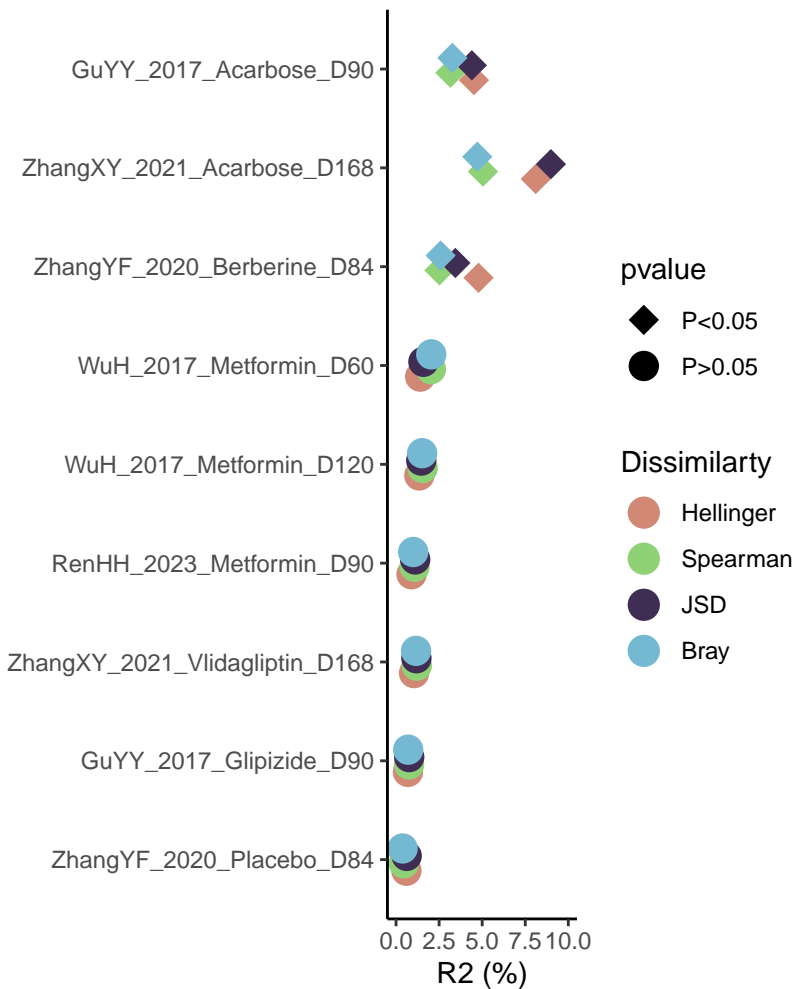 GuYY_2017_Acarbose_D90
ZhangXY_2021_Acarbose_D168
ZhangYF_2020_Berberine_D84
WuH_2017_Metformin_D60
WuH_2017_Metformin_D120
RenHH_2023_Metformin_D90
ZhangXY_2021_Vlidagliptin_D168
GuYY_2017_Glipizide_D90
ZhangYF_2020_Placebo_D84
0.0 2.5 5.0 7.5 10.0
R2 (%)
pvalue
P<0.05
P>0.05
Dissimilarty
Hellinger
Spearman
JSD
Bray